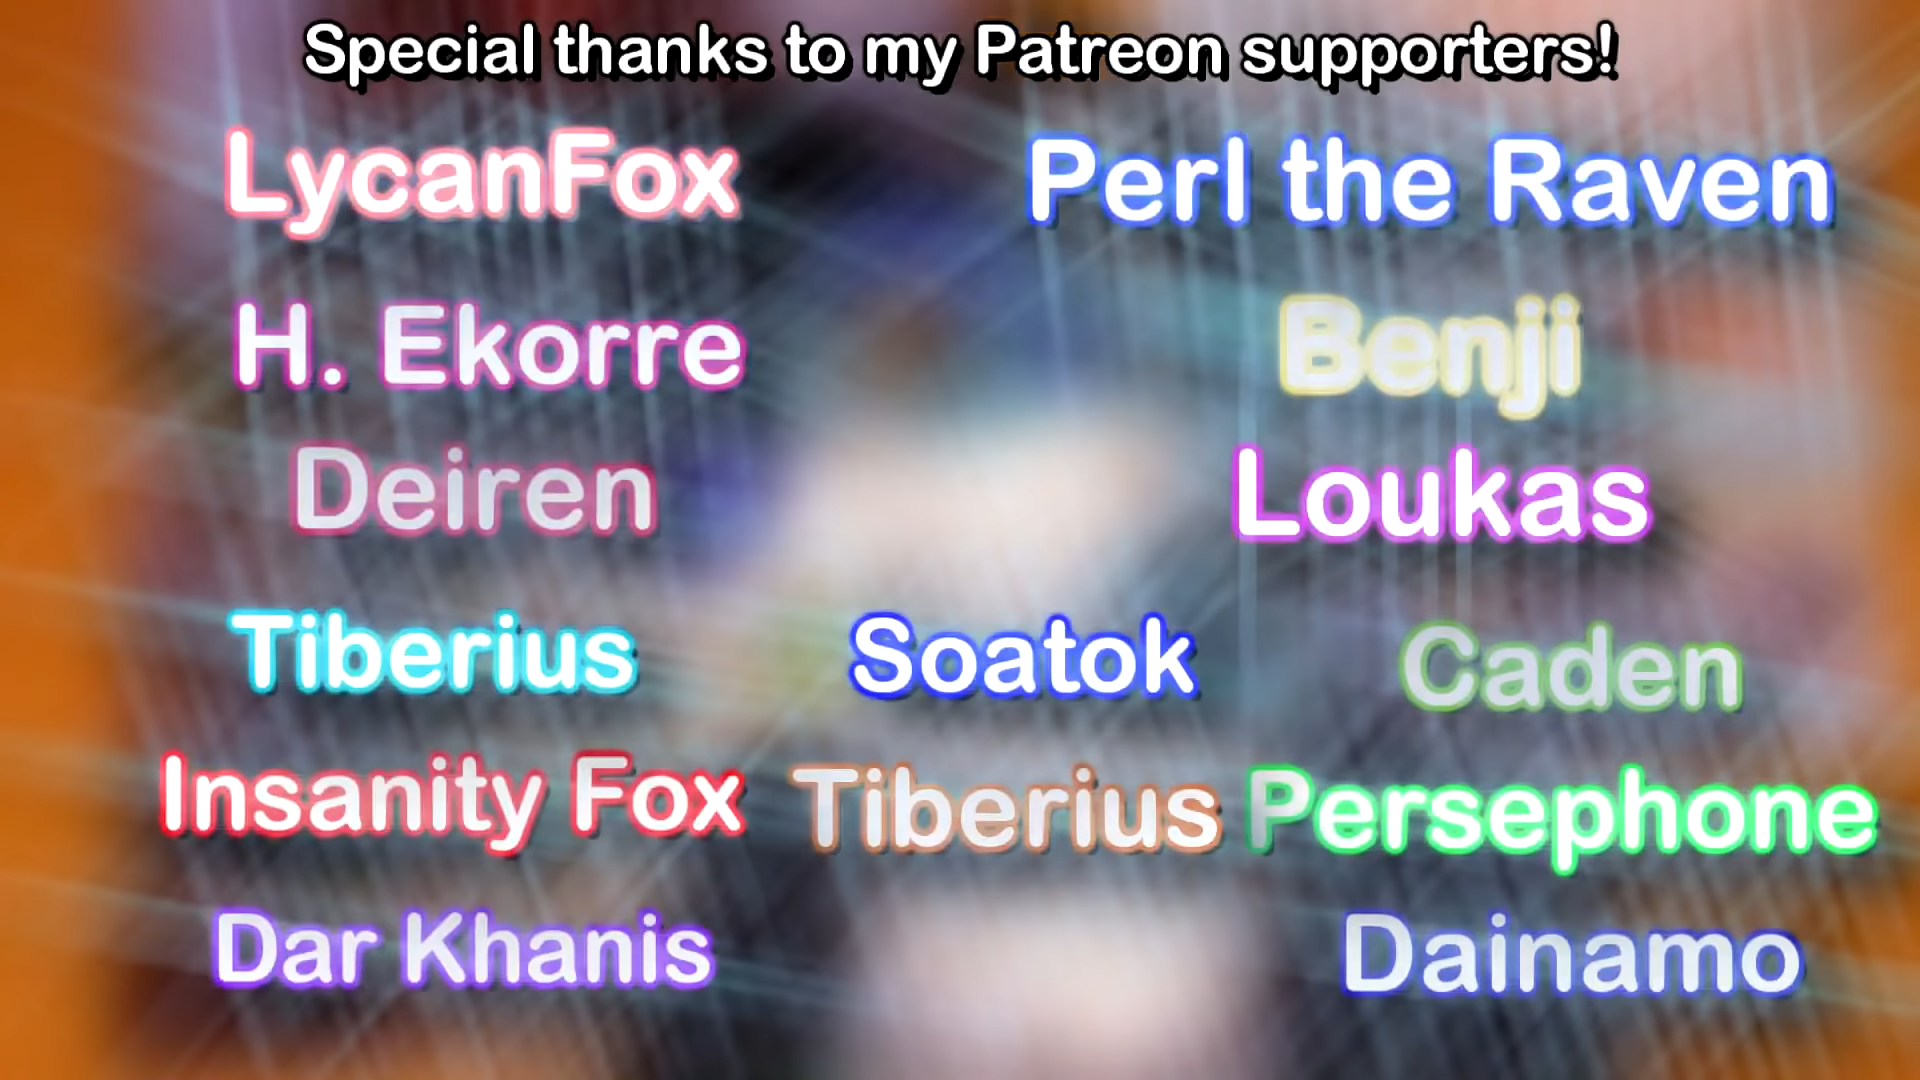 Special thanks to my Patreon supporters!
LycanFox
Perl the Raven
H. Ekorre
Benji
Deiren
Loukas
Tiberius
Soatok
Caden
Insanity Fox
Tiberius
Persephone
Dar Khanis
Dainamo